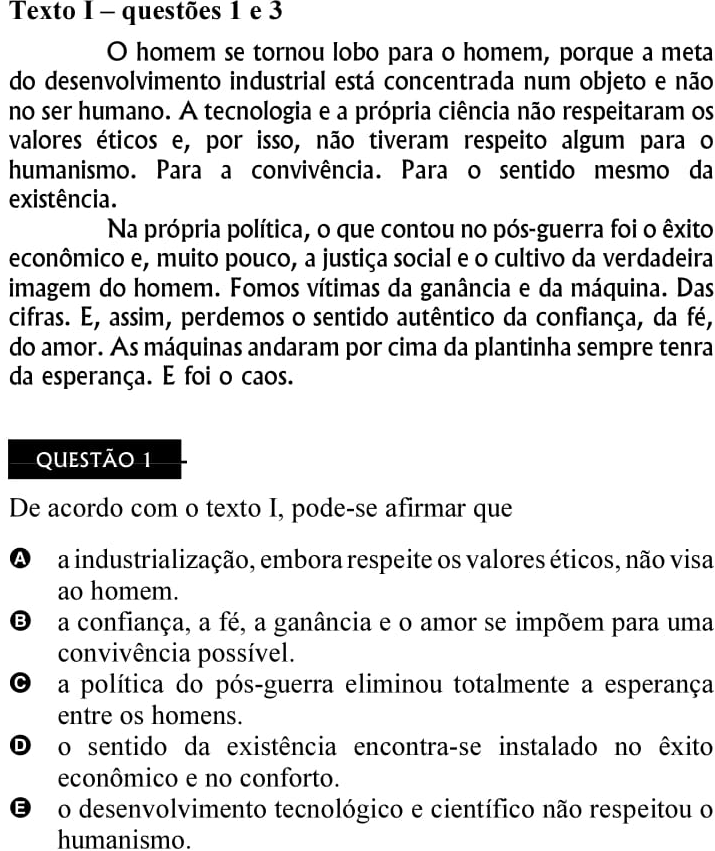 Texto I – questões 1 e 3
O homem se tornou lobo para o homem, porque a meta
do desenvolvimento industrial está concentrada num objeto e não
no ser humano. A tecnologia e a própria ciência não respeitaram os
valores éticos e, por isso, não tiveram respeito algum para o
humanismo. Para a convivência. Para o sentido mesmo da
existência.
Na própria política, o que contou no pós-guerra foi o êxito
econômico e, muito pouco, a justiça social e o cultivo da verdadeira
imagem do homem. Fomos vítimas da ganância e da máquina. Das
cifras. E, assim, perdemos o sentido autêntico da confiança, da fé,
do amor. As máquinas andaram por cima da plantinha sempre tenra
da esperança. E foi o caos.
QUESTÃO 1
De acordo com o texto I, pode-se afirmar que
A a industrialização, embora respeite os valores éticos, não visa
ao homem.
B a confiança, a fé, a ganância e o amor se impõem para uma
convivência possível.
C a política do pós-guerra eliminou totalmente a esperança
entre os homens.
D o sentido da existência encontra-se instalado no êxito
econômico e no conforto.
E o desenvolvimento tecnológico e científico não respeitou o
humanismo.